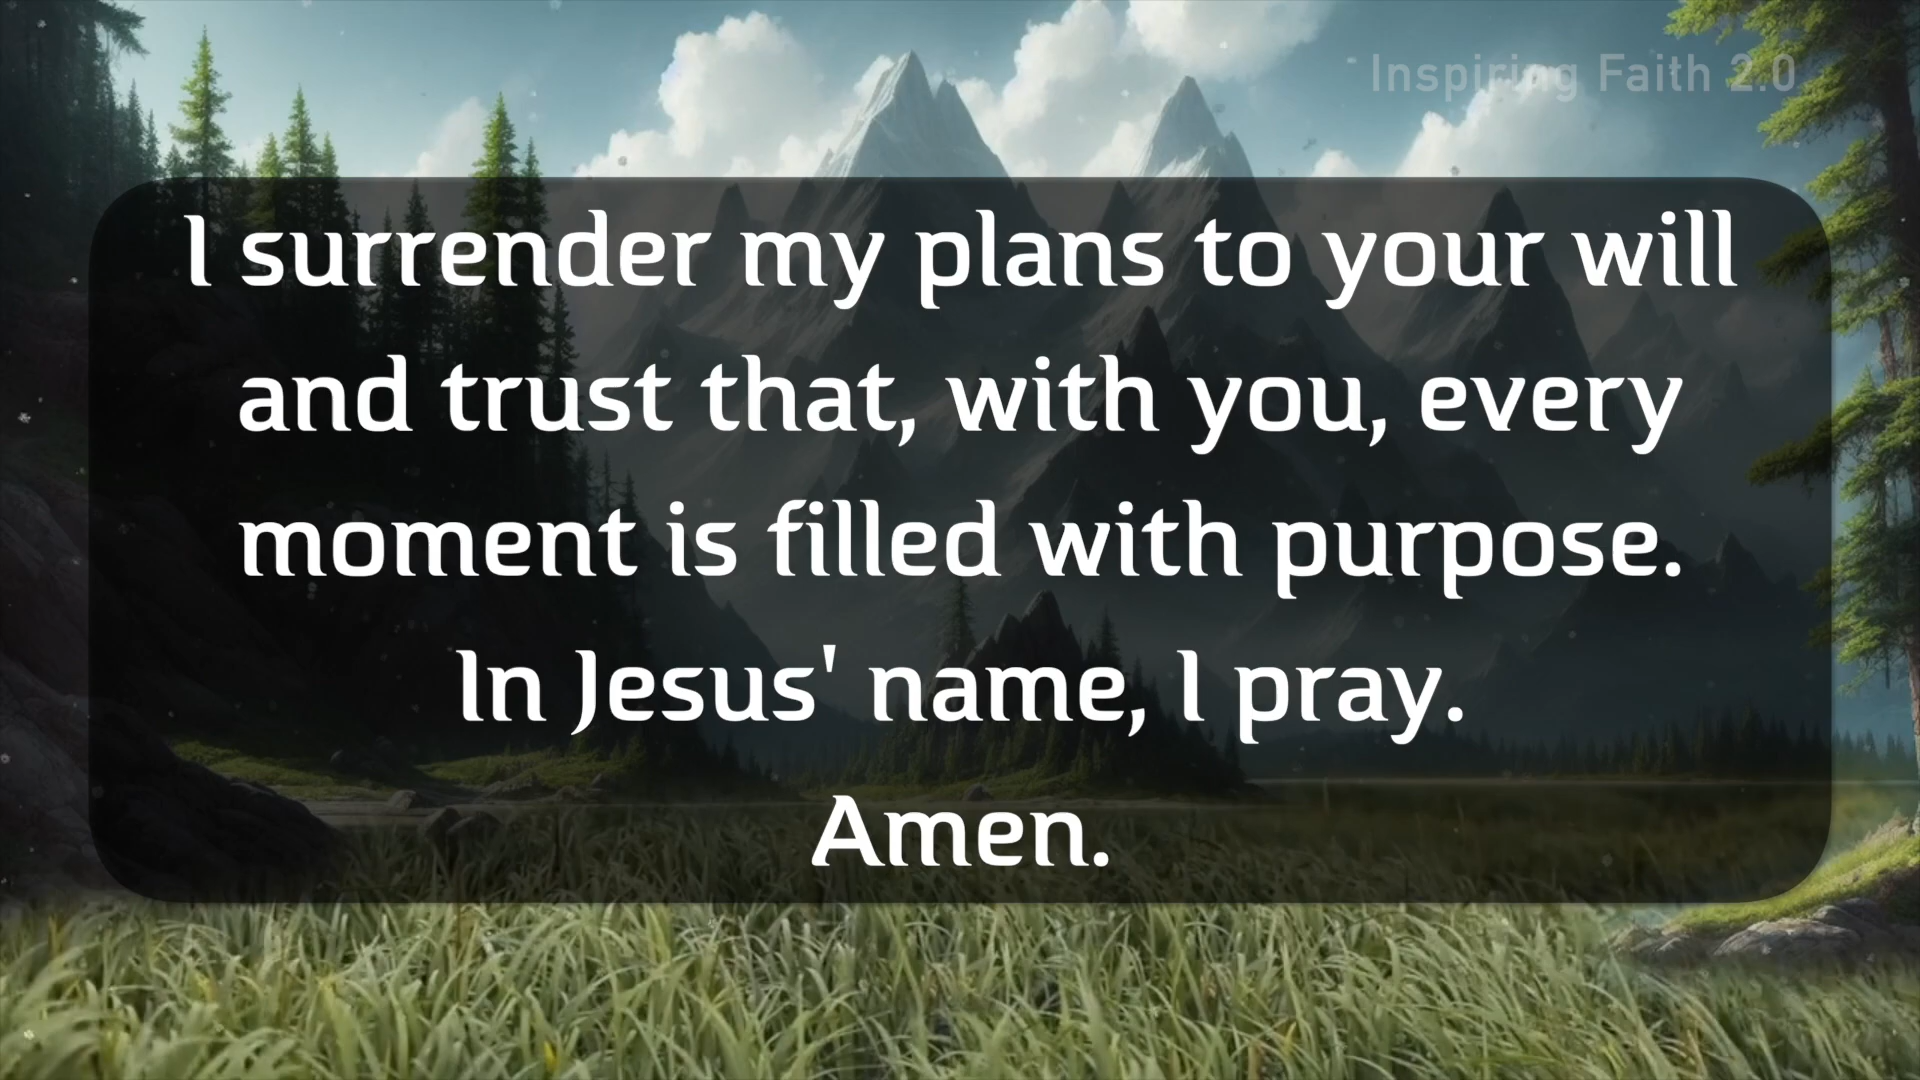 Inspiring Faith 2.0
I surrender my plans to your will
and trust that, with you, every
moment is filled with purpose.
In Jesus' name, I pray.
Amen.